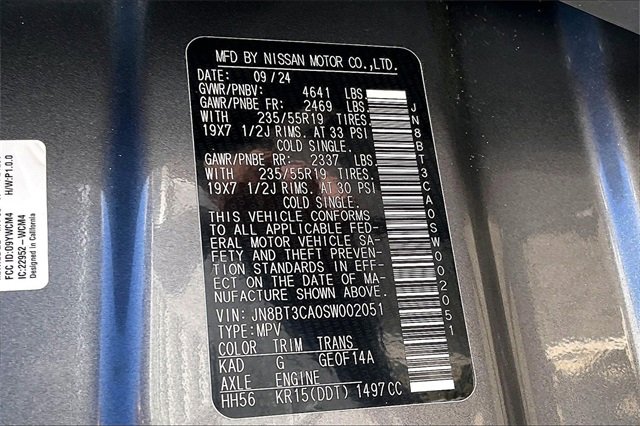 MFD BY NISSAN MOTOR CO.,LTD.
DATE: 09/24
GVWR/PNBV: 4641 LBS
GAWR/PNBE FR: 2469 LBS
WITH 235/55R19 TIRES
19X7 1/2J RIMS. AT 33 PSI
COLD SINGLE.
GAWR/PNBE RR: 2337 LBS
WITH 235/55R19 TIRES,
19X7 1/2J RIMS. AT 30 PSI
COLD SINGLE.
THIS VEHICLE CONFORMS
TO ALL APPLICABLE FED-
ERAL MOTOR VEHICLE SA-
FETY AND THEFT PREVEN-
TION STANDARDS IN EFF-
ECT ON THE DATE OF MA-
NUFACTURE SHOWN ABOVE.
VIN: JN8BT3CA0SW002051
TYPE:MPV
COLOR TRIM TRANS
KAD G GE0F14A
AXLE ENGINE
HH56 KR15(DDT) 1497CC
JN8BT3CA0SW002051
FCC ID:O9YWCM4
IC:22952-WCM4
Designed in California
H/W:P1.0.0